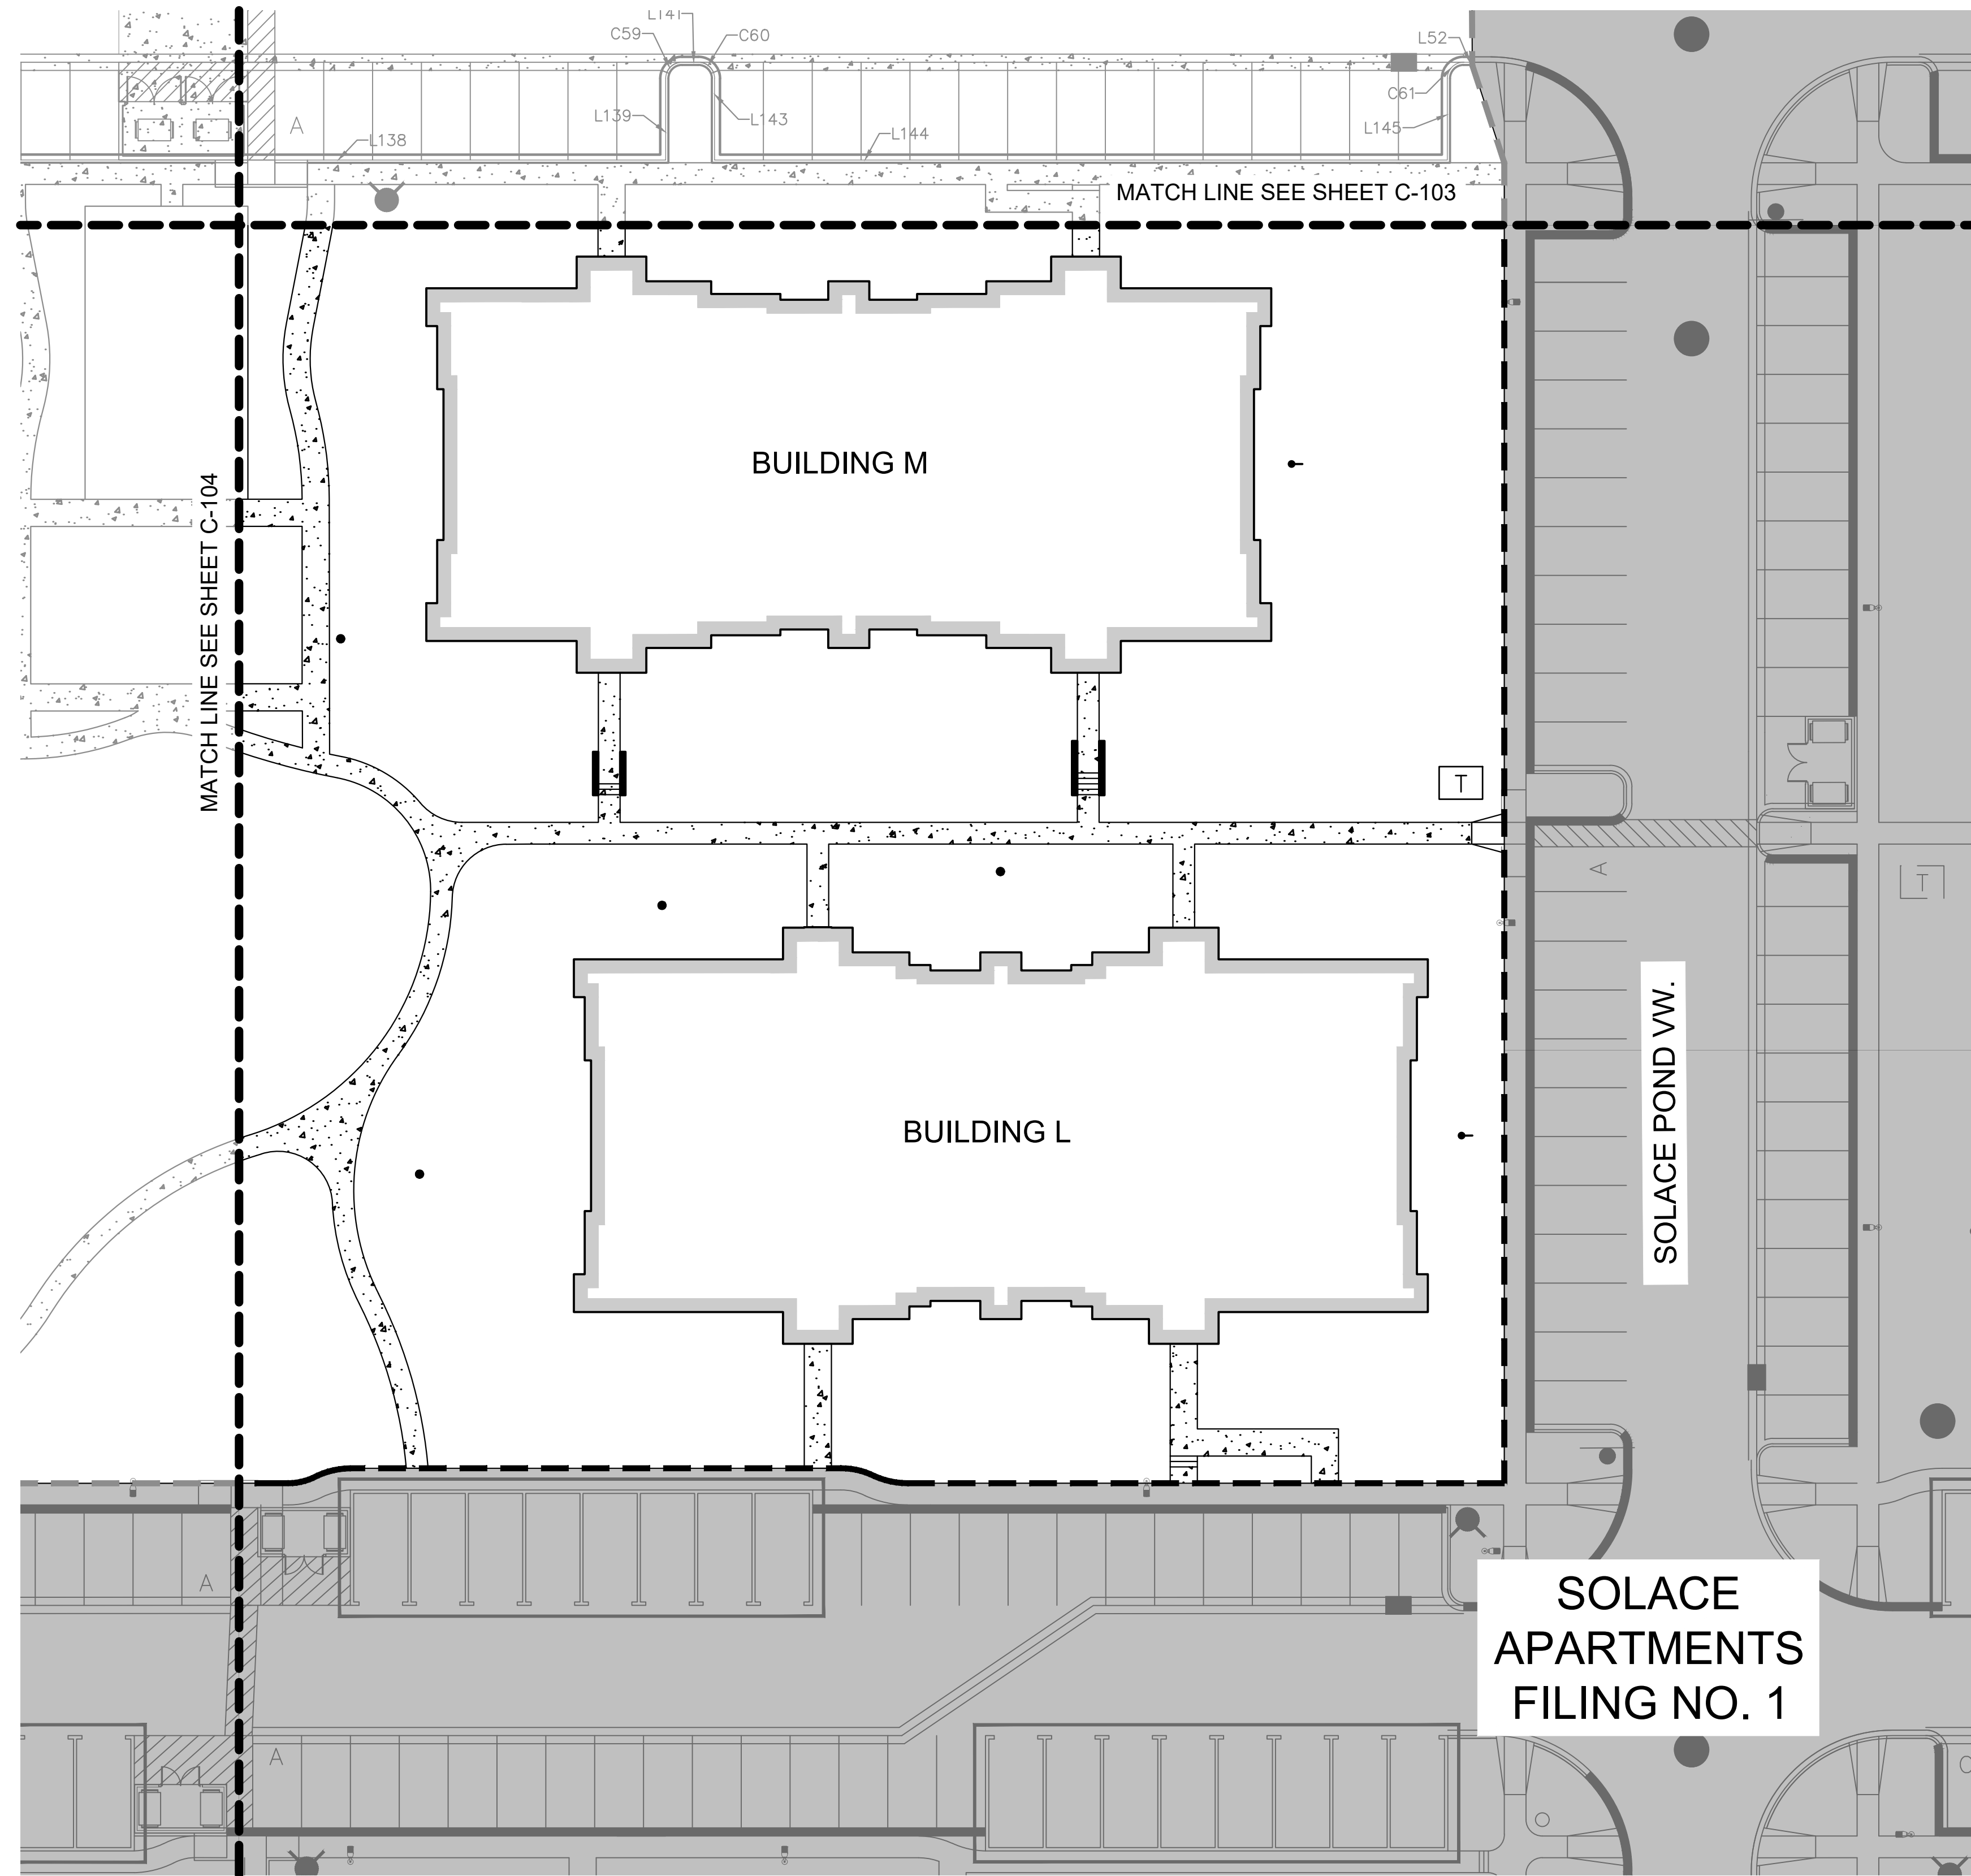 L141
C59
C60
L52
C61
L139
L143
L145
A
L138
L144
MATCH LINE SEE SHEET C-103
BUILDING M
MATCH LINE SEE SHEET C-104
T
A
T
SOLACE POND VW.
BUILDING L
A
SOLACE
APARTMENTS
FILING NO. 1
A